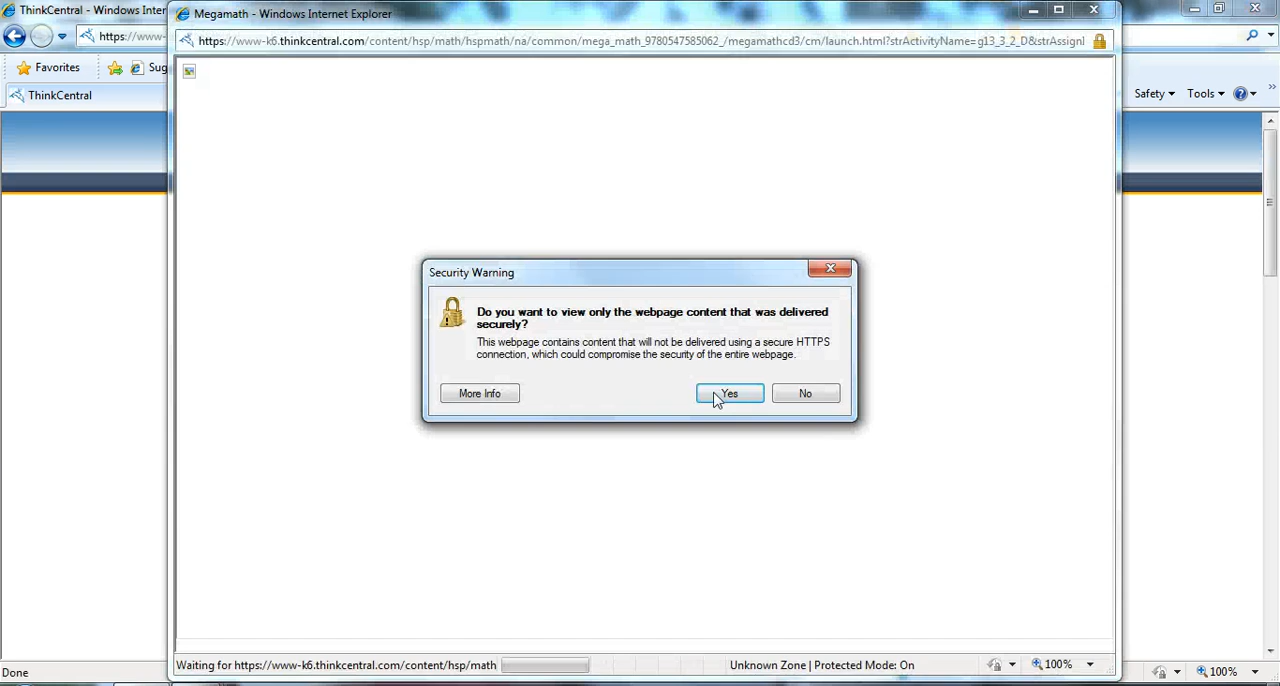 ThinkCentral - Windows Inter
Megamath - Windows Internet Explorer
https://www-
https://www-k6.thinkcentral.com/content/hsp/math/hspmath/na/common/mega_math_9780547585062_/megamathcd3/cm/launch.html?strActivityName=g13_3_2_D&strAssignl
Favorites
Sug
ThinkCentral
Safety
Tools
»
Security Warning
Do you want to view only the webpage content that was delivered
securely?
This webpage contains content that will not be delivered using a secure HTTPS
connection, which could compromise the security of the entire webpage.
More Info
Yes
No
Waiting for https://www-k6.thinkcentral.com/content/hsp/math
Unknown Zone | Protected Mode: On
100%
Done
100%